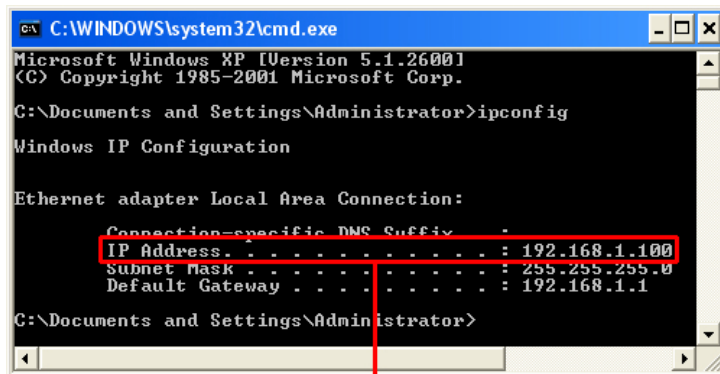 C:\WINDOWS\system32\cmd.exe
Microsoft Windows XP [Version 5.1.2600]
(C) Copyright 1985-2001 Microsoft Corp.
C:\Documents and Settings\Administrator>ipconfig
Windows IP Configuration
Ethernet adapter Local Area Connection:
Connection-specific DNS Suffix  . :
IP Address. . . . . . . . . . . . : 192.168.1.100
Subnet Mask . . . . . . . . . . . : 255.255.255.0
Default Gateway . . . . . . . . . : 192.168.1.1
C:\Documents and Settings\Administrator>